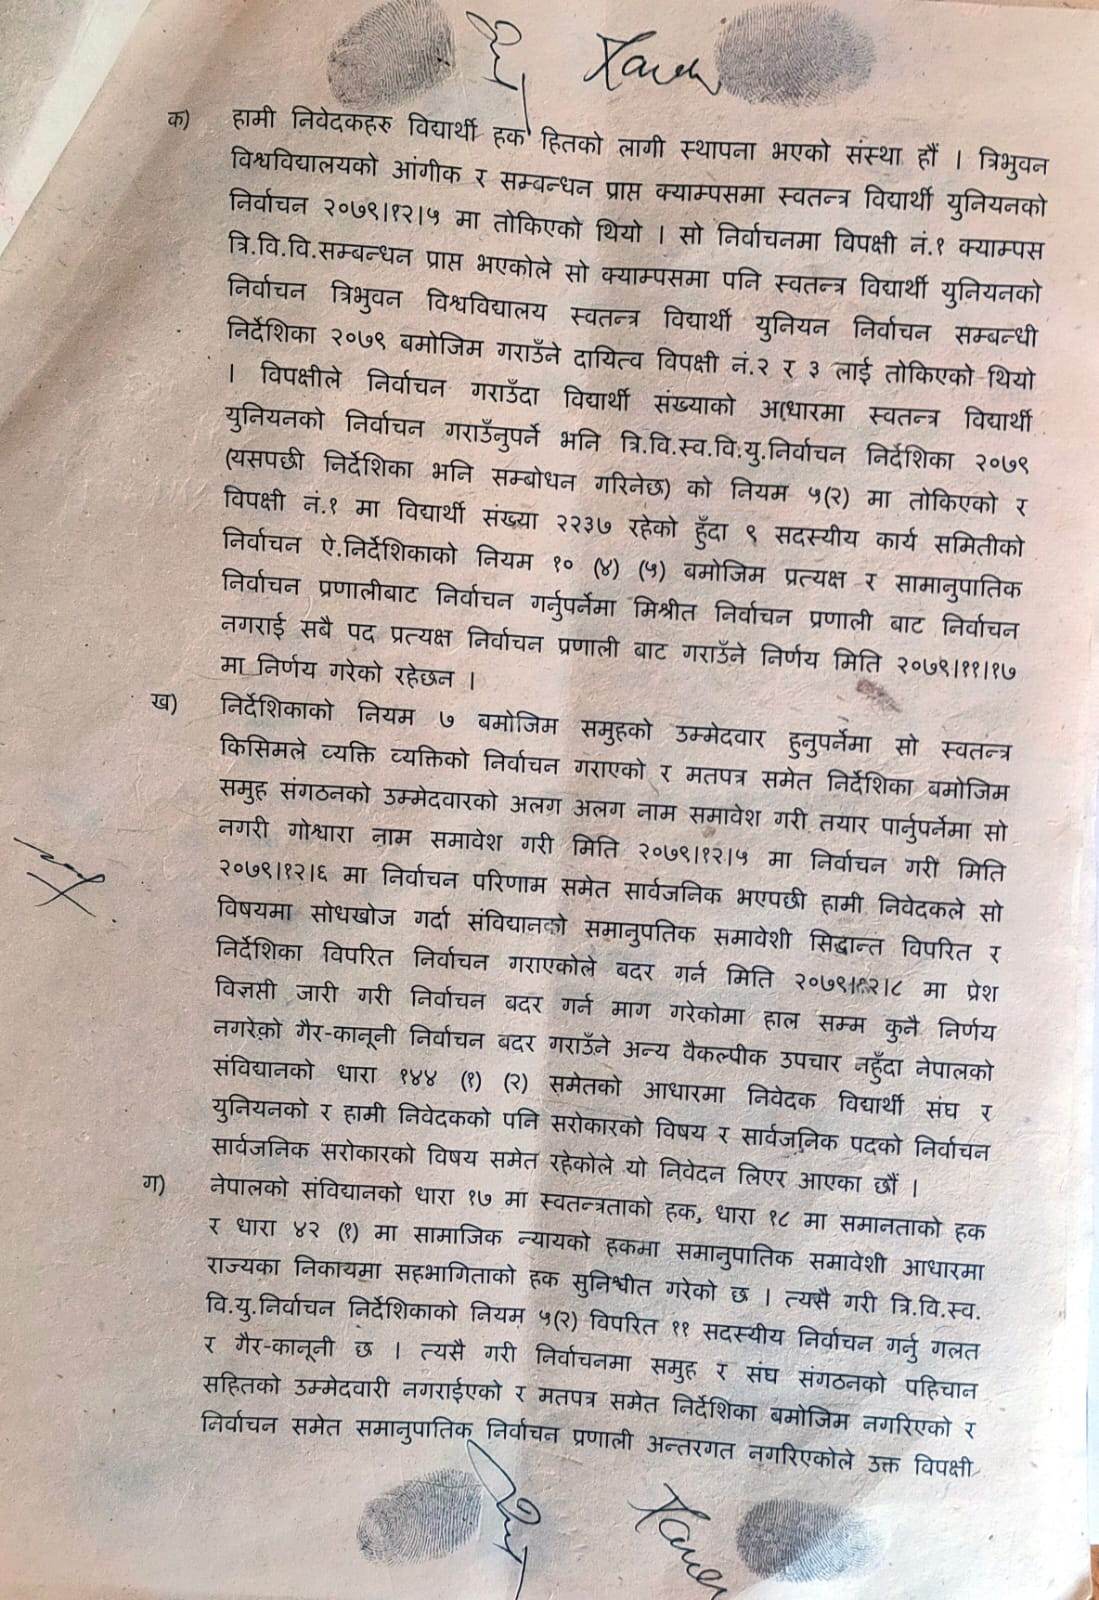 क) हामी निवेदकहरु विद्यार्थी हक हितको लागी स्थापना भएको संस्था हौं । त्रिभुवन
विश्वविद्यालयको आंगीक र सम्बन्धन प्राप्त क्याम्पसमा स्वतन्त्र विद्यार्थी युनियनको
निर्वाचन २०७९।१२।५ मा तोकिएको थियो । सो निर्वाचनमा विपक्षी नं.१ क्याम्पस
त्रि.वि.वि.सम्बन्धन प्राप्त भएकोले सो क्याम्पसमा पनि स्वतन्त्र विद्यार्थी युनियनको
निर्वाचन त्रिभुवन विश्वविद्यालय स्वतन्त्र विद्यार्थी युनियन निर्वाचन सम्बन्धी
निर्देशिका २०७९ बमोजिम गराउँने दायित्व विपक्षी नं.२ र ३ लाई तोकिएको थियो
। विपक्षीले निर्वाचन गराउँदा विद्यार्थी संख्याको आधारमा स्वतन्त्र विद्यार्थी
युनियनको निर्वाचन गराउँनुपर्ने भनि त्रि.वि.स्व.वि.यु.निर्वाचन निर्देशिका २०७९
(यसपछी निर्देशिका भनि सम्बोधन गरिनेछ) को नियम ५(२) मा तोकिएको र
विपक्षी नं.१ मा विद्यार्थी संख्या २२३७ रहेको हुँदा ९ सदस्यीय कार्य समितीको
निर्वाचन ऐ.निर्देशिकाको नियम १० (४) (५) बमोजिम प्रत्यक्ष र सामानुपातिक
निर्वाचन प्रणालीबाट निर्वाचन गर्नुपर्नेमा मिश्रीत निर्वाचन प्रणाली बाट निर्वाचन
नगराई सबै पद प्रत्यक्ष निर्वाचन प्रणाली बाट गराउँने निर्णय मिति २०७९।११।१७
मा निर्णय गरेको रहेछन ।
ख) निर्देशिकाको नियम ७ बमोजिम समुहको उम्मेदवार हुनुपर्नेमा सो स्वतन्त्र
किसिमले व्यक्ति व्यक्तिको निर्वाचन गराएको र मतपत्र समेत निर्देशिका बमोजिम
समुह संगठनको उम्मेदवारको अलग अलग नाम समावेश गरी तयार पार्नुपर्नेमा सो
नगरी गोश्वारा नाम समावेश गरी मिति २०७९।१२।५ मा निर्वाचन गरी मिति
२०७९।१२।६ मा निर्वाचन परिणाम समेत सार्वजनिक भएपछी हामी निवेदकले सो
विषयमा सोधखोज गर्दा संविद्यानको समानुपतिक समावेशी सिद्धान्त विपरित र
निर्देशिका विपरित निर्वाचन गराएकोले बदर गर्न मिति २०७९।१२।८ मा प्रेश
विज्ञप्ती जारी गरी निर्वाचन बदर गर्न माग गरेकोमा हाल सम्म कुनै निर्णय
नगरेको गैर-कानूनी निर्वाचन बदर गराउँने अन्य वैकल्पीक उपचार नहुँदा नेपालको
संविद्यानको धारा १४४ (१) (२) समेतको आधारमा निवेदक विद्यार्थी संघ र
युनियनको र हामी निवेदकको पनि सरोकारको विषय र सार्वजनिक पदको निर्वाचन
सार्वजनिक सरोकारको विषय समेत रहेकोले यो निवेदन लिएर आएका छौं ।
ग) नेपालको संविद्यानको धारा १७ मा स्वतन्त्रताको हक, धारा १८ मा समानताको हक
र धारा ४२ (१) मा सामाजिक न्यायको हकमा समानुपातिक समावेशी आधारमा
राज्यका निकायमा सहभागिताको हक सुनिश्चीत गरेको छ । त्यसै गरी त्रि.वि.स्व.
वि.यु.निर्वाचन निर्देशिकाको नियम ५(२) विपरित ११ सदस्यीय निर्वाचन गर्नु गलत
र गैर-कानूनी छ । त्यसै गरी निर्वाचनमा समुह र संघ संगठनको पहिचान
सहितको उम्मेदवारी नगराईएको र मतपत्र समेत निर्देशिका बमोजिम नगरिएको र
निर्वाचन समेत समानुपातिक निर्वाचन प्रणाली अन्तरगत नगरिएकोले उक्त विपक्षी